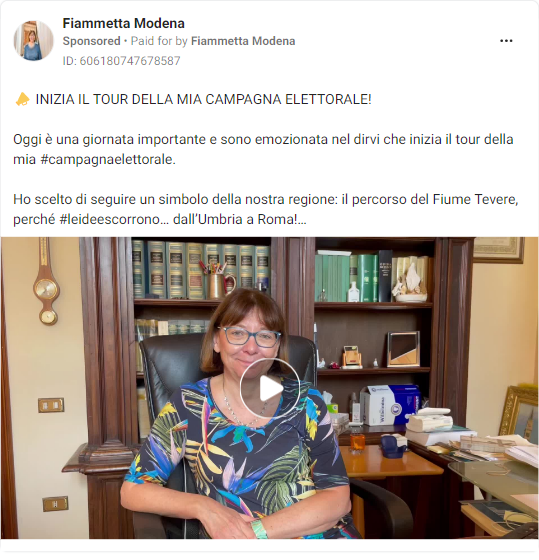 Fiammetta Modena
Sponsored • Paid for by Fiammetta Modena
ID: 606180747678587
📣 INIZIA IL TOUR DELLA MIA CAMPAGNA ELETTORALE!
Oggi è una giornata importante e sono emozionata nel dirvi che inizia il tour della
mia #campagnaelettorale.
Ho scelto di seguire un simbolo della nostra regione: il percorso del Fiume Tevere,
perché #leideescorrono… dall'Umbria a Roma!…